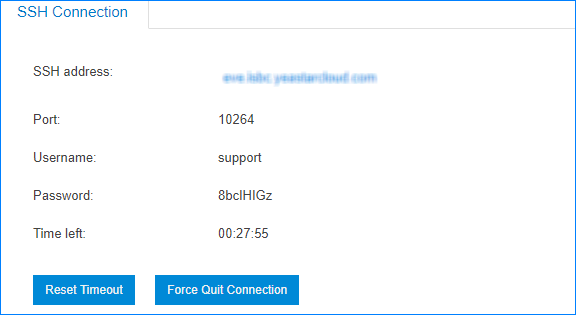 SSH Connection
SSH address:
Port: 10264
Username: support
Password: 8bclHIGz
Time left: 00:27:55
Reset Timeout Force Quit Connection